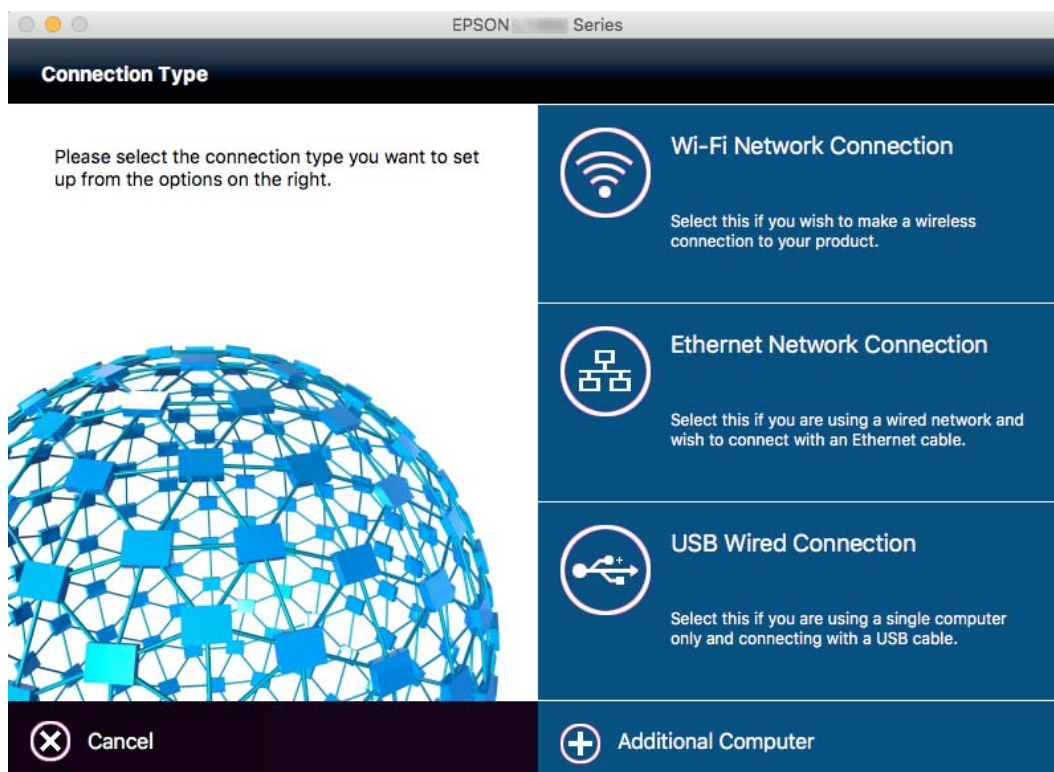 EPSON Series
Connection Type
Please select the connection type you want to set
up from the options on the right.
Wi-Fi Network Connection
Select this if you wish to make a wireless
connection to your product.
Ethernet Network Connection
Select this if you are using a wired network and
wish to connect with an Ethernet cable.
USB Wired Connection
Select this if you are using a single computer
only and connecting with a USB cable.
Cancel
Additional Computer